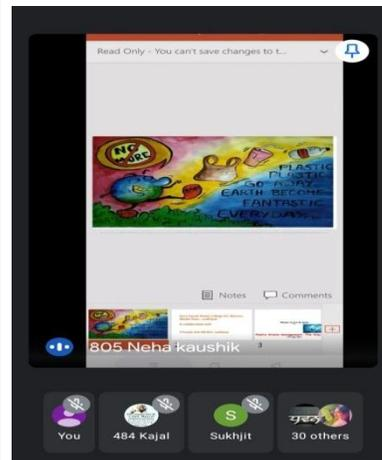 Read Only - You can't save changes to t...
NO
MORE
PLASTIC
PLASTIC
GO AWAY
EARTH BECOME
FANTASTIC
EVERYDAY
Notes
Comments
805 Neha kaushik
3
S
You
484 Kajal
Sukhjit
30 others